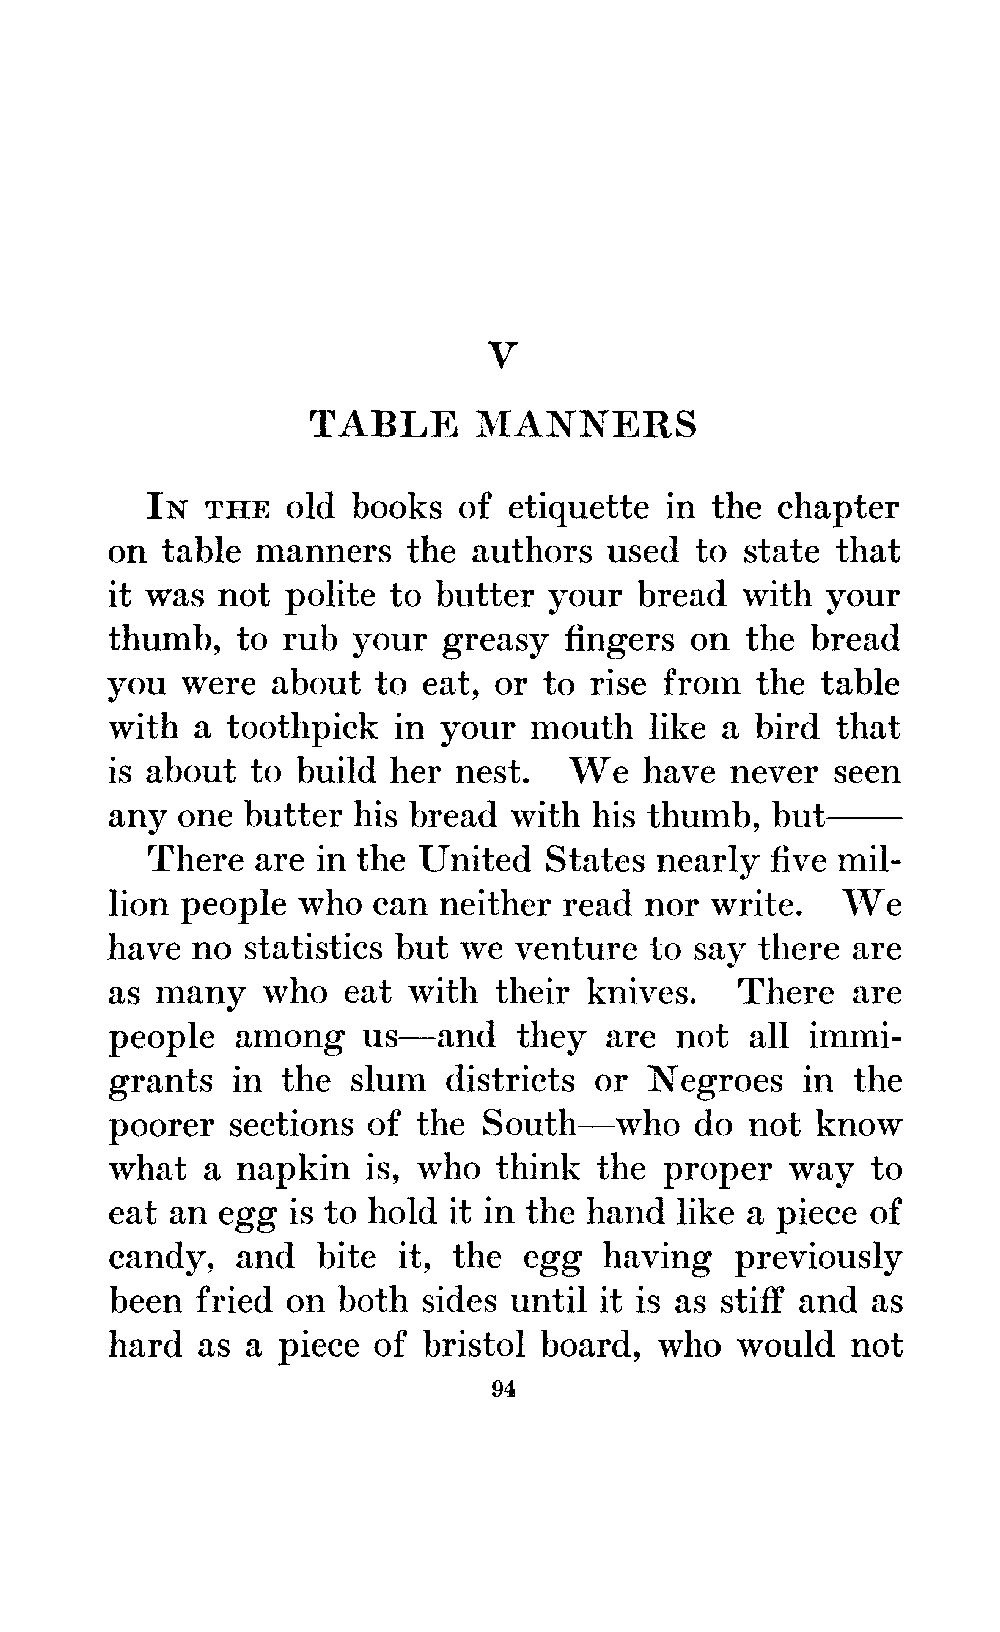 V
TABLE MANNERS
IN THE old books of etiquette in the chapter
on table manners the authors used to state that
it was not polite to butter your bread with your
thumb, to rub your greasy fingers on the bread
you were about to eat, or to rise from the table
with a toothpick in your mouth like a bird that
is about to build her nest. We have never seen
any one butter his bread with his thumb, but——
There are in the United States nearly five mil-
lion people who can neither read nor write. We
have no statistics but we venture to say there are
as many who eat with their knives. There are
people among us—and they are not all immi-
grants in the slum districts or Negroes in the
poorer sections of the South—who do not know
what a napkin is, who think the proper way to
eat an egg is to hold it in the hand like a piece of
candy, and bite it, the egg having previously
been fried on both sides until it is as stiff and as
hard as a piece of bristol board, who would not
94